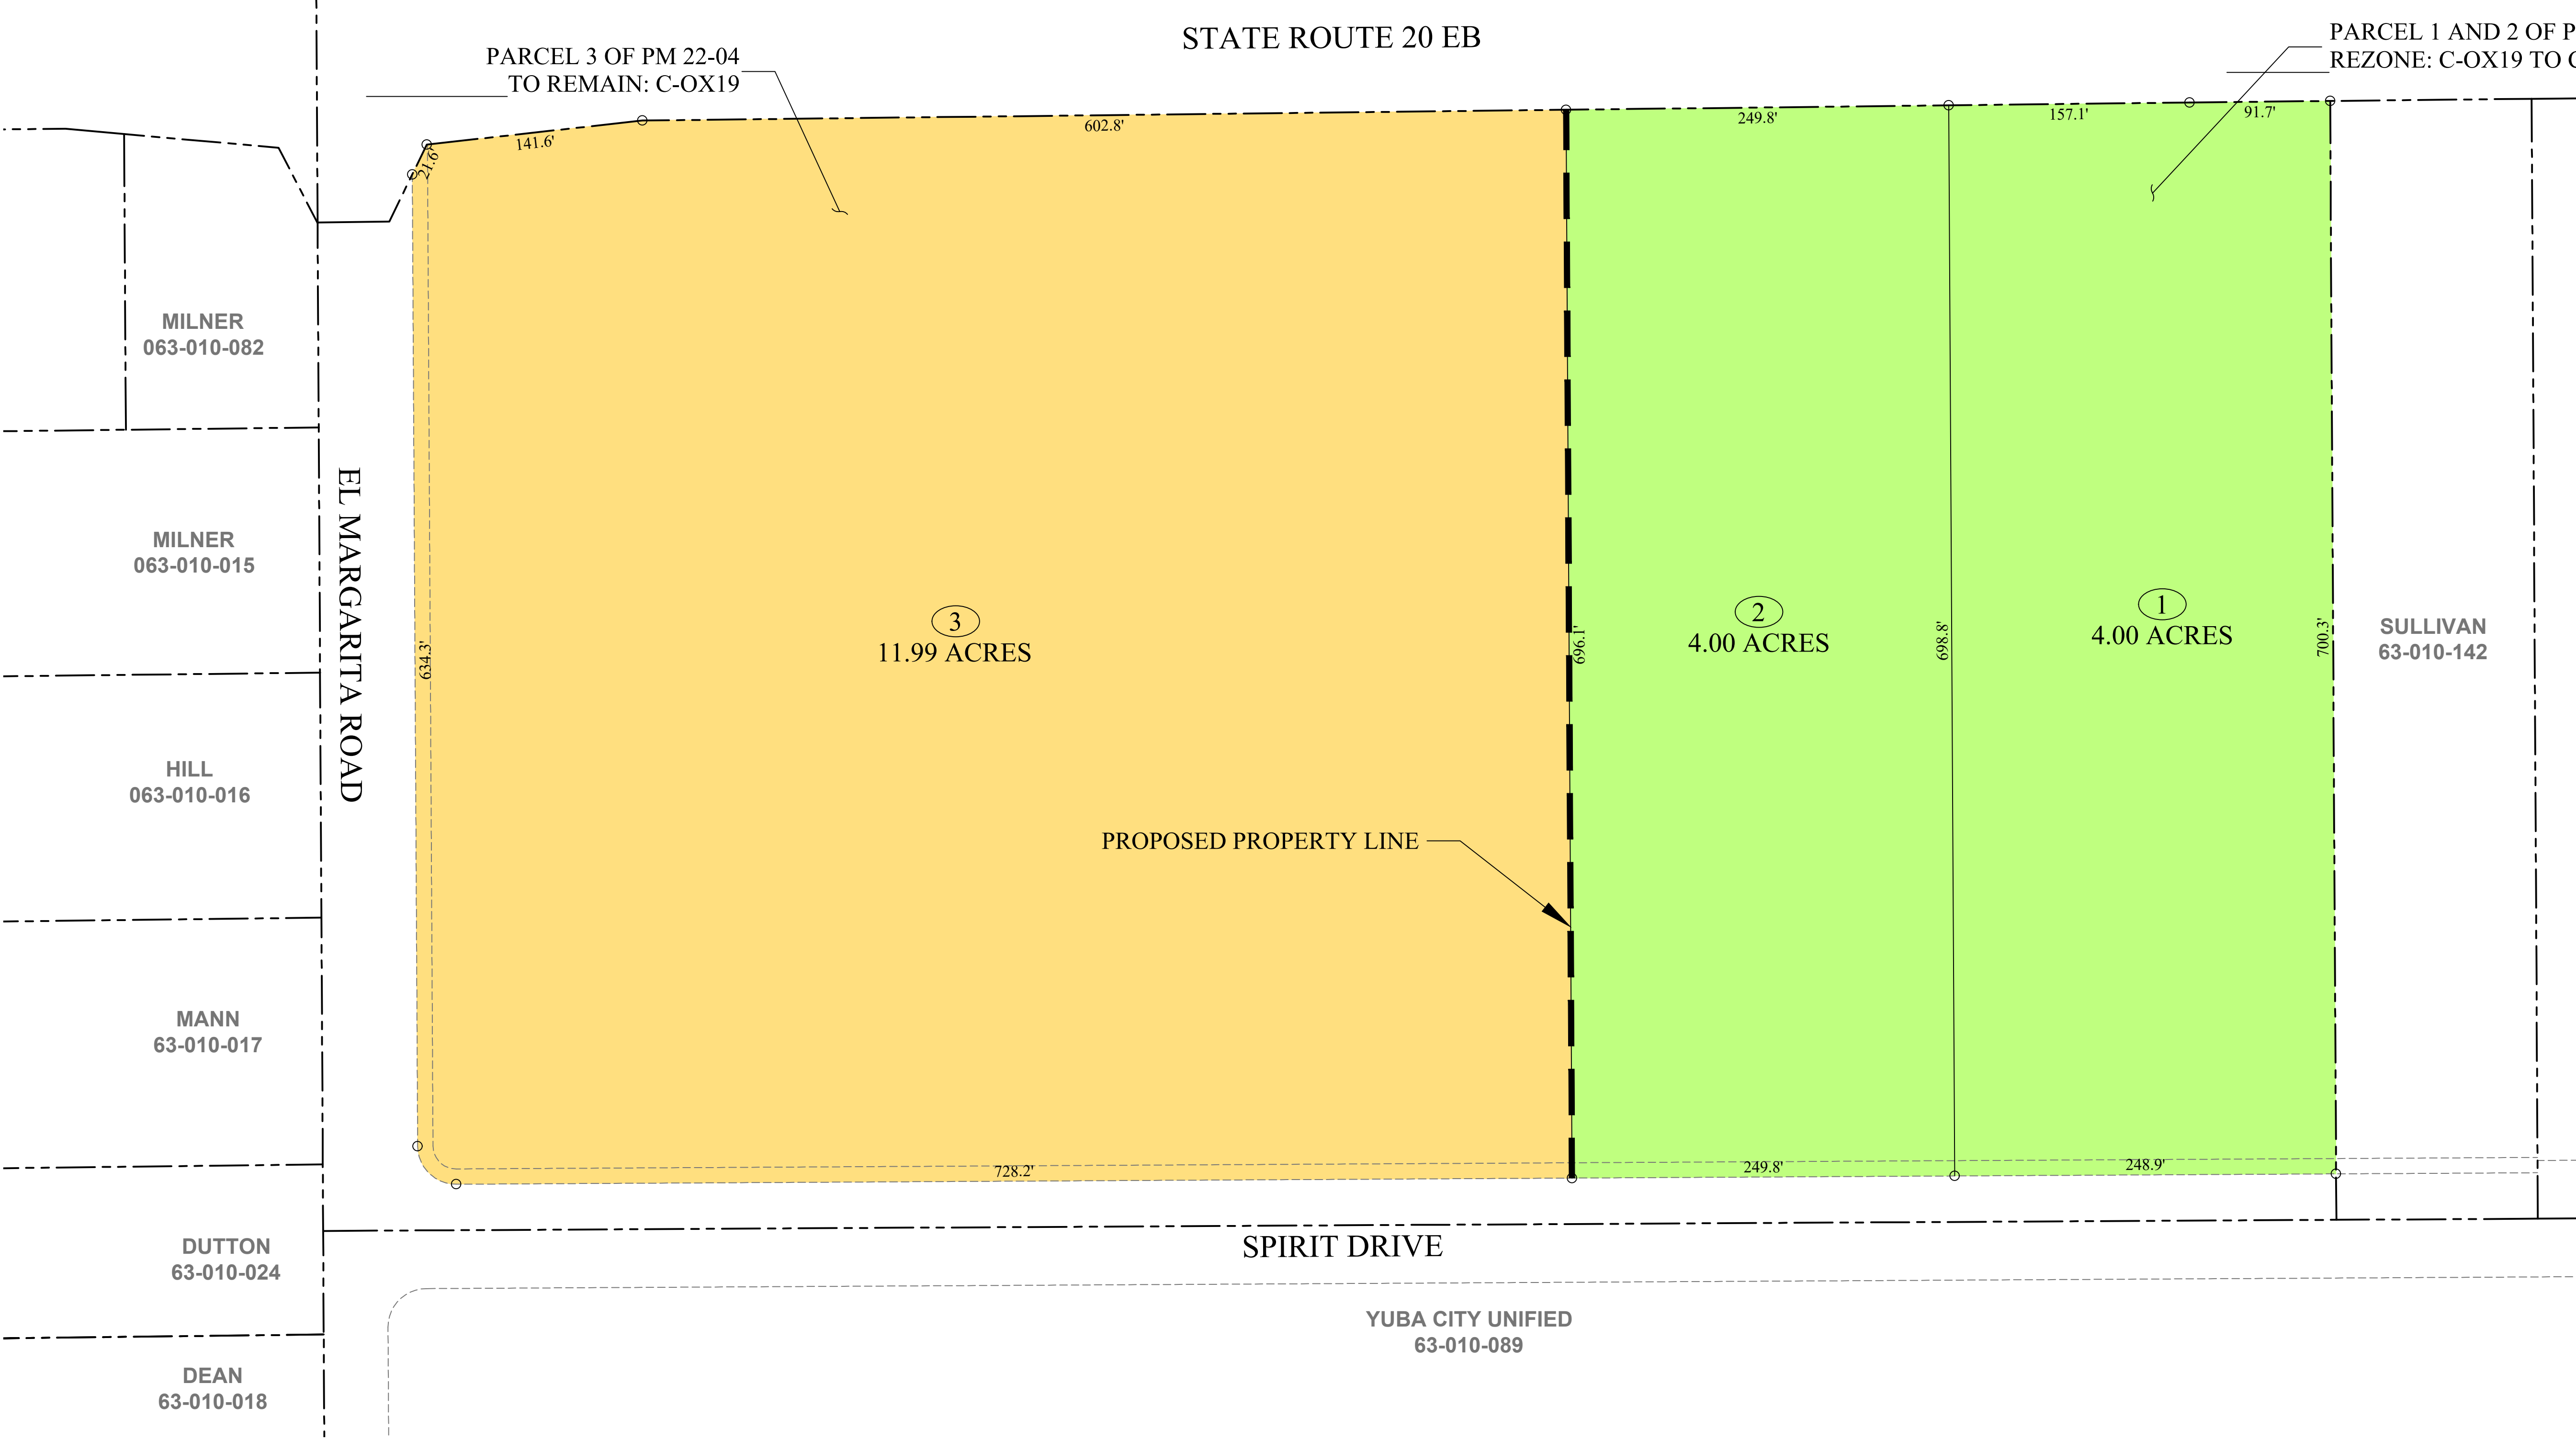 STATE ROUTE 20 EB
PARCEL 3 OF PM 22-04
TO REMAIN: C-OX19
PARCEL 1 AND 2 OF
REZONE: C-OX19 TO
21.6'
141.6'
602.8'
249.8'
157.1'
91.7'
MILNER
063-010-082
MILNER
063-010-015
HILL
063-010-016
MANN
63-010-017
DUTTON
63-010-024
DEAN
63-010-018
EL MARGARITA ROAD
634.3'
3
11.99 ACRES
696.1'
2
4.00 ACRES
698.8'
1
4.00 ACRES
700.3'
SULLIVAN
63-010-142
PROPOSED PROPERTY LINE
728.2'
249.8'
248.9'
SPIRIT DRIVE
YUBA CITY UNIFIED
63-010-089